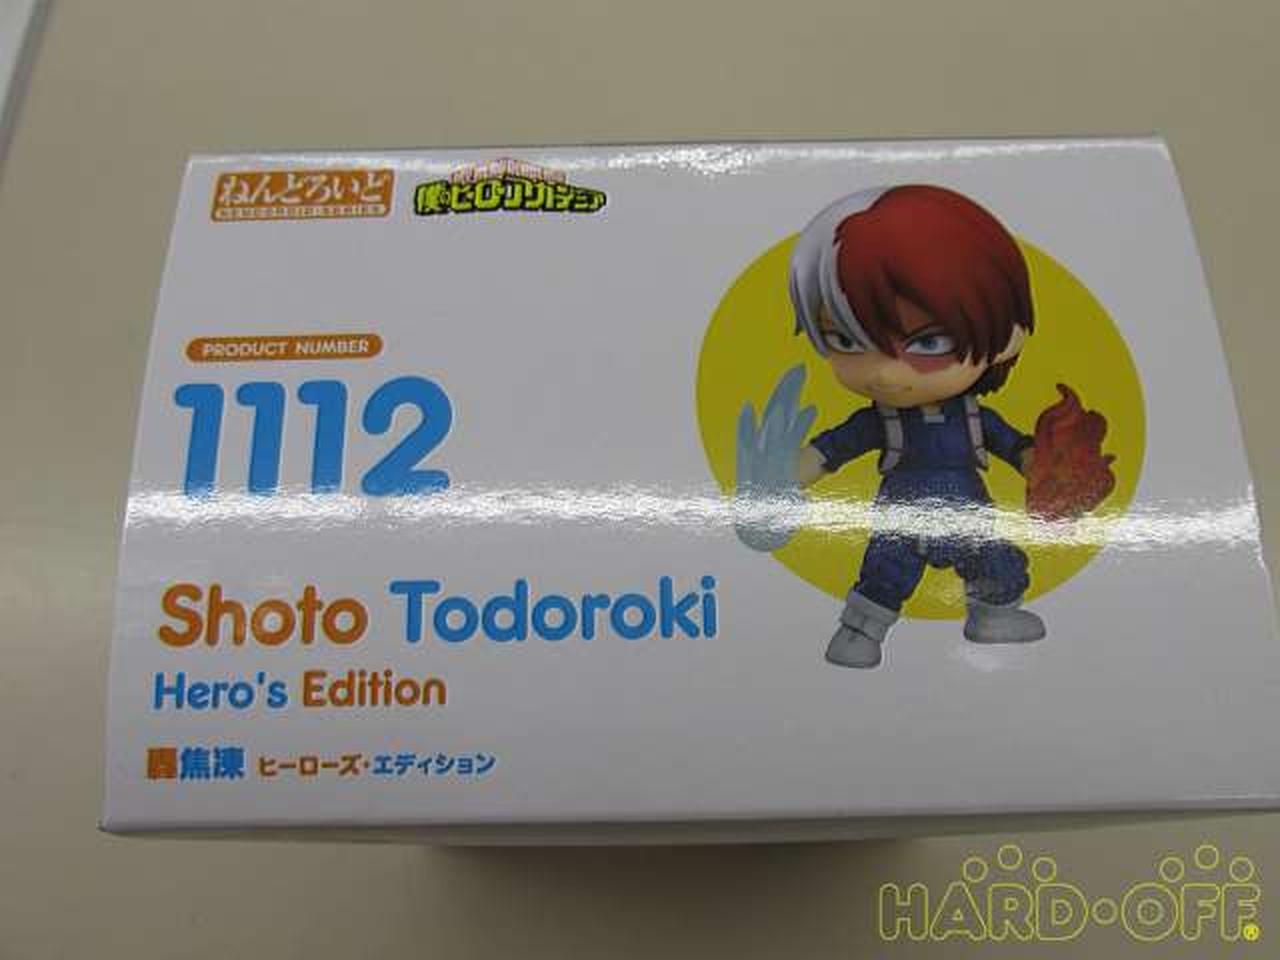 ねんどろいど
NENDOROID SERIES
僕のヒーローアカデミア
PRODUCT NUMBER
1112
Shoto Todoroki
Hero's Edition
轟焦凍 ヒーローズ・エディション
HARD·OFF®